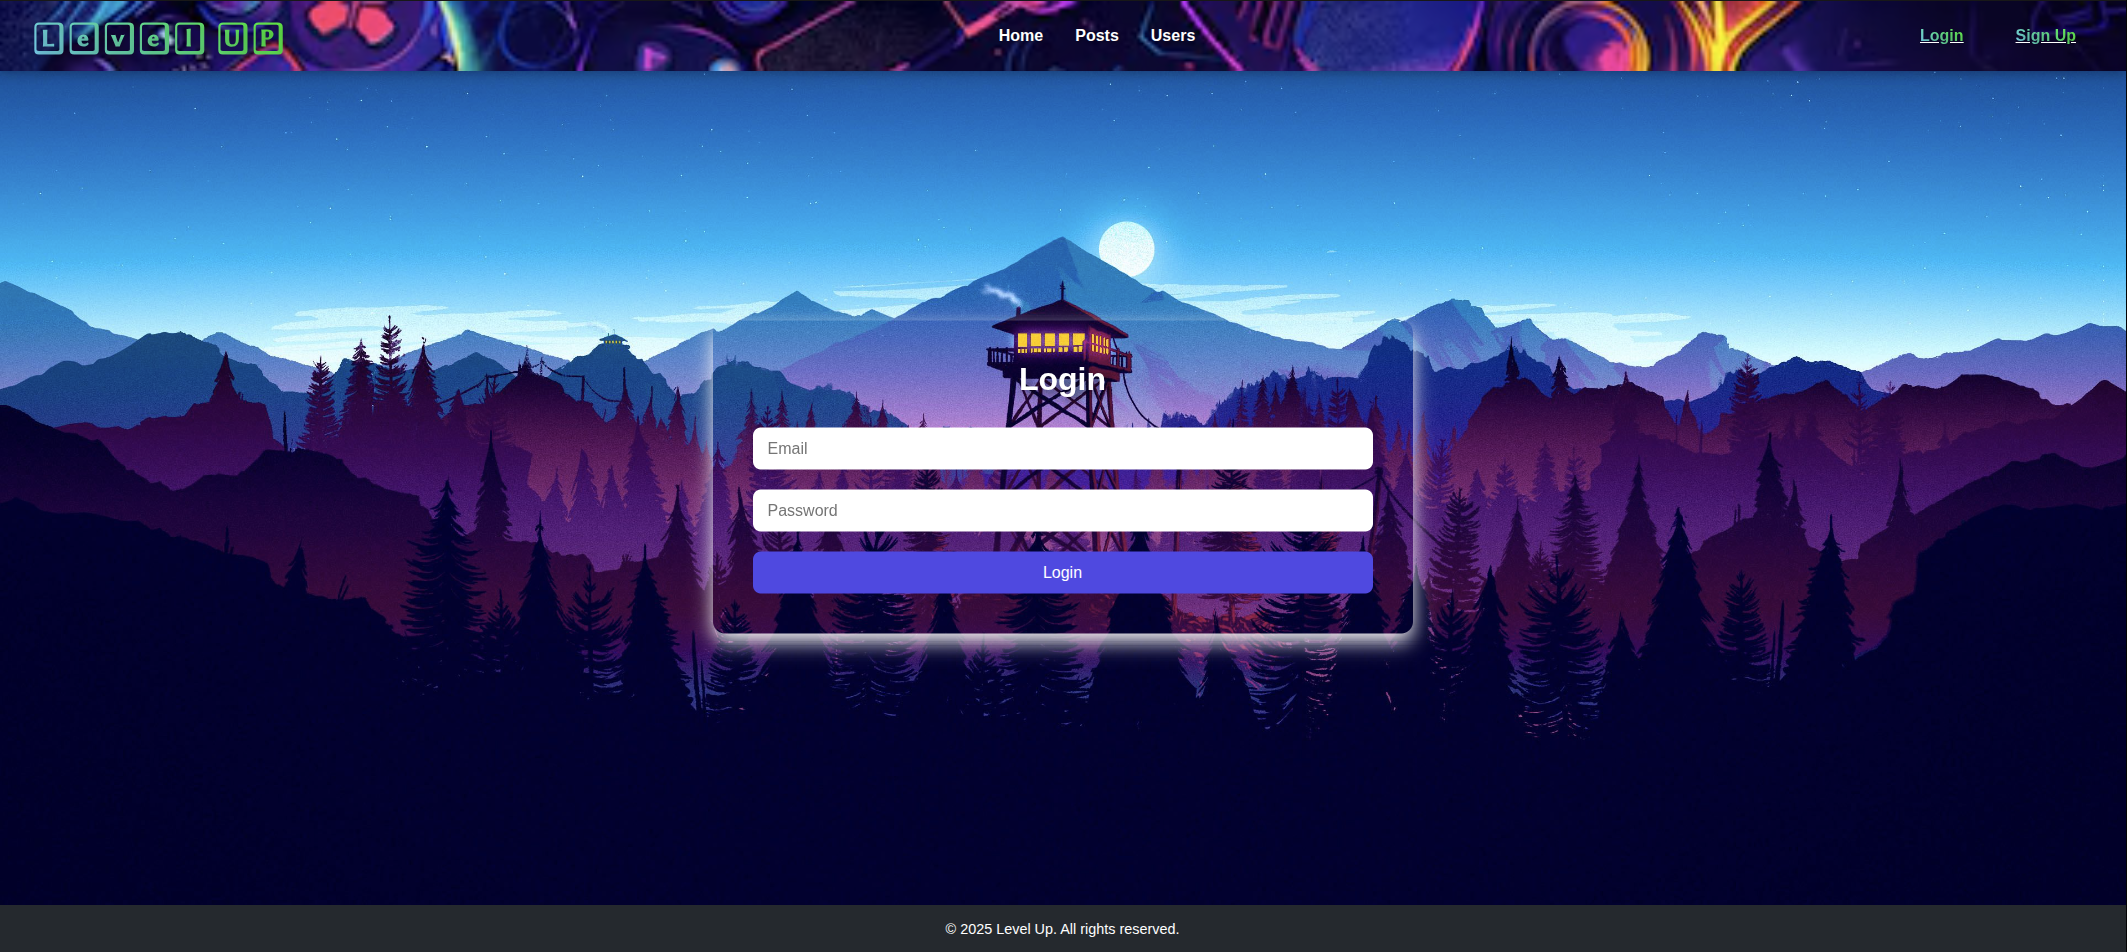 Level UP
Home Posts Users
Login Sign Up
Login
Email
Password
Login
© 2025 Level Up. All rights reserved.